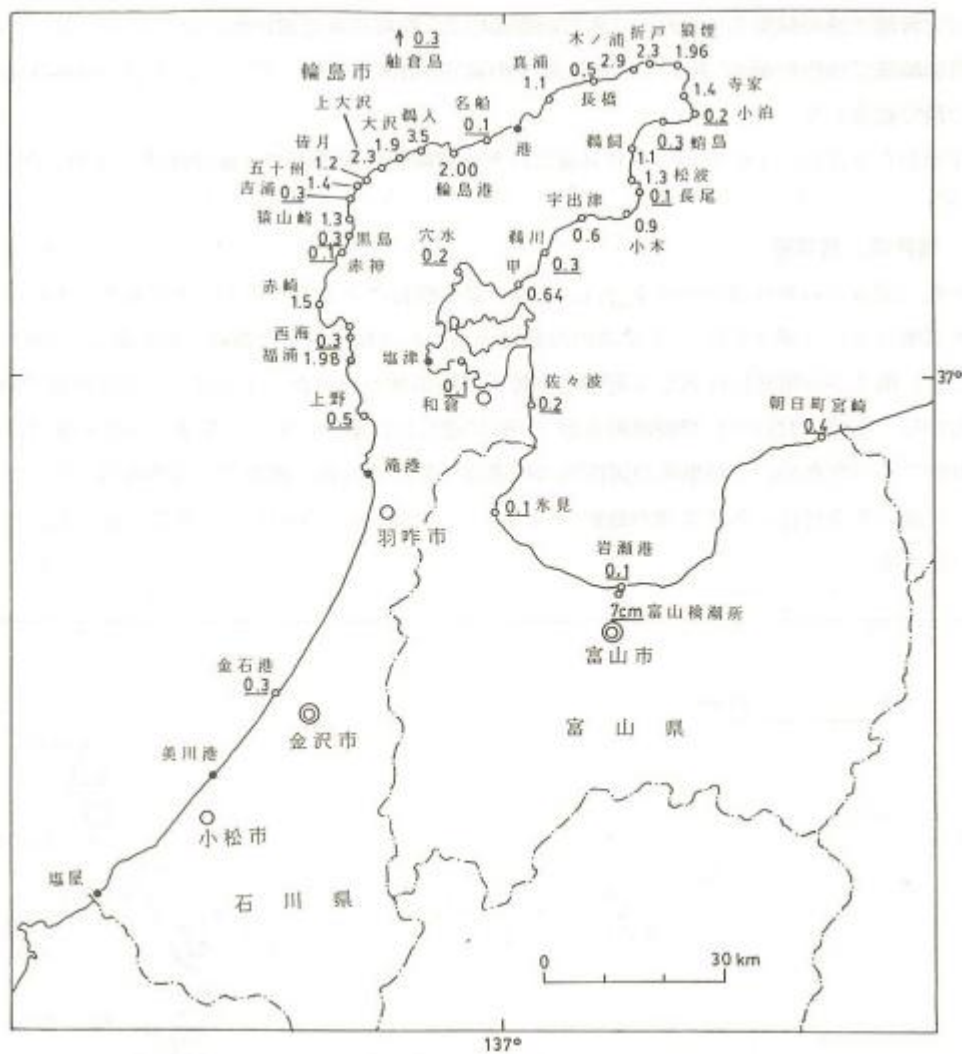 ↑ 0.3
舳倉島
輪島市
上大沢
大沢
鵜入
名船
真浦
木ノ浦
折戸
狼煙
皆月
1.9
3.5
0.1
1.1
0.5
2.9
2.3
1.96
寺家
1.4
長橋
港
0.2 小泊
五十州
1.2
2.3
2.00
輪島港
鵜飼
0.3 蛸島
吉浦
1.4
0.3
1.1
1.3 松波
0.1 長尾
猿山崎
1.3
宇出津
0.6
0.9
小木
0.3 黒島
0.1 赤神
穴水
0.2
甲
鵜川
0.3
0.64
赤崎
1.5
西海
0.3
福浦 1.98
塩津
0.1
和倉
佐々波
0.2
37°
朝日町宮崎
0.4
上野
0.5
滝港
羽咋市
0.1 氷見
岩瀬港
0.1
7cm 富山検潮所
富山市
金石港
0.3
金沢市
富山県
美川港
小松市
塩屋
石川県
0
30 km
137°